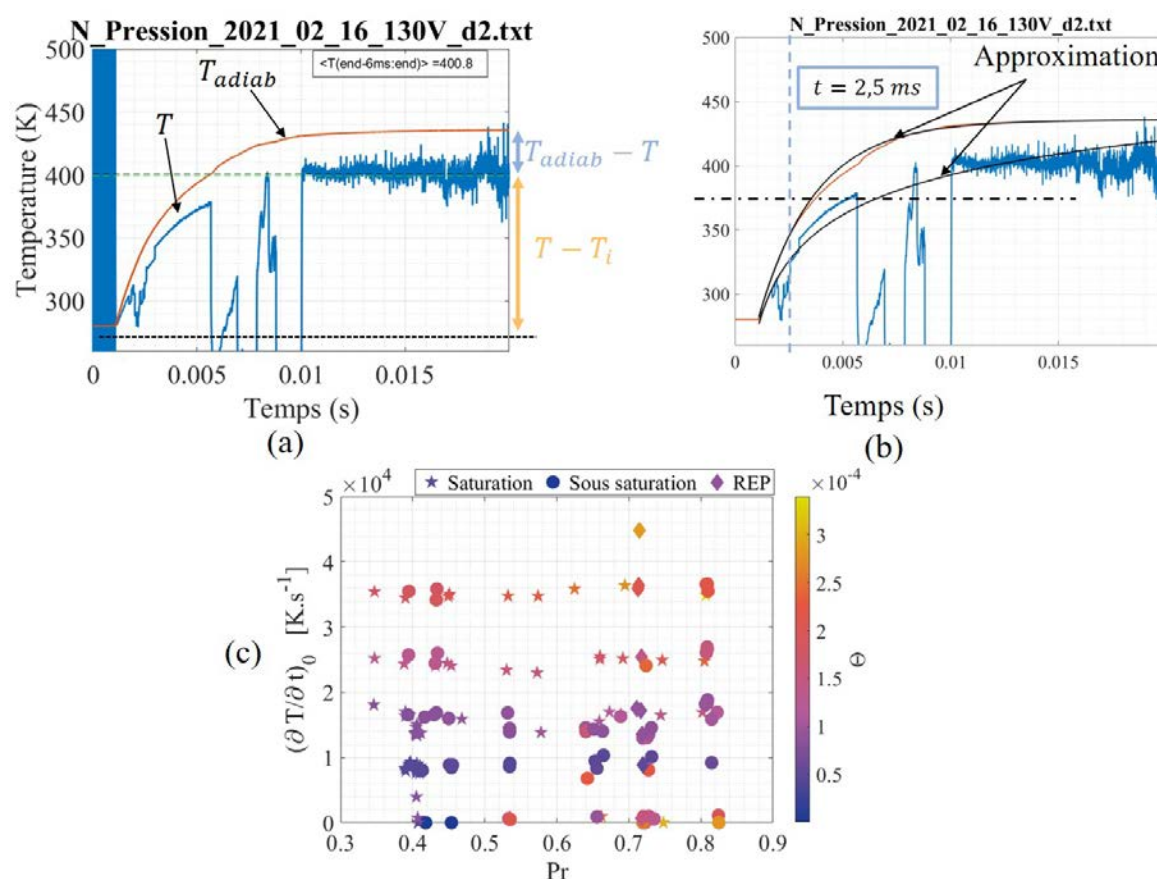 (a)
(b)
N_Pression_2021_02_16_130V_d2.txt
500
450
400
350
300
Temperature (K)
<T(end-6ms:end)> =400.8
T_adiab
T
T_adiab − T
T − T_i
0
0.005
0.01
0.015
Temps (s)
(a)
N_Pression_2021_02_16_130V_d2.txt
500
450
400
350
300
Approximation
t = 2,5 ms
0
0.005
0.01
0.015
Temps (s)
(b)
(c)
×10⁴
★ Saturation ● Sous saturation ♦ REP
5
4
3
2
1
0
(∂T/∂t)₀ [K.s⁻¹]
0.3
0.4
0.5
0.6
0.7
0.8
0.9
Pr
×10⁻⁴
3
2.5
2
1.5
1
0.5
Θ